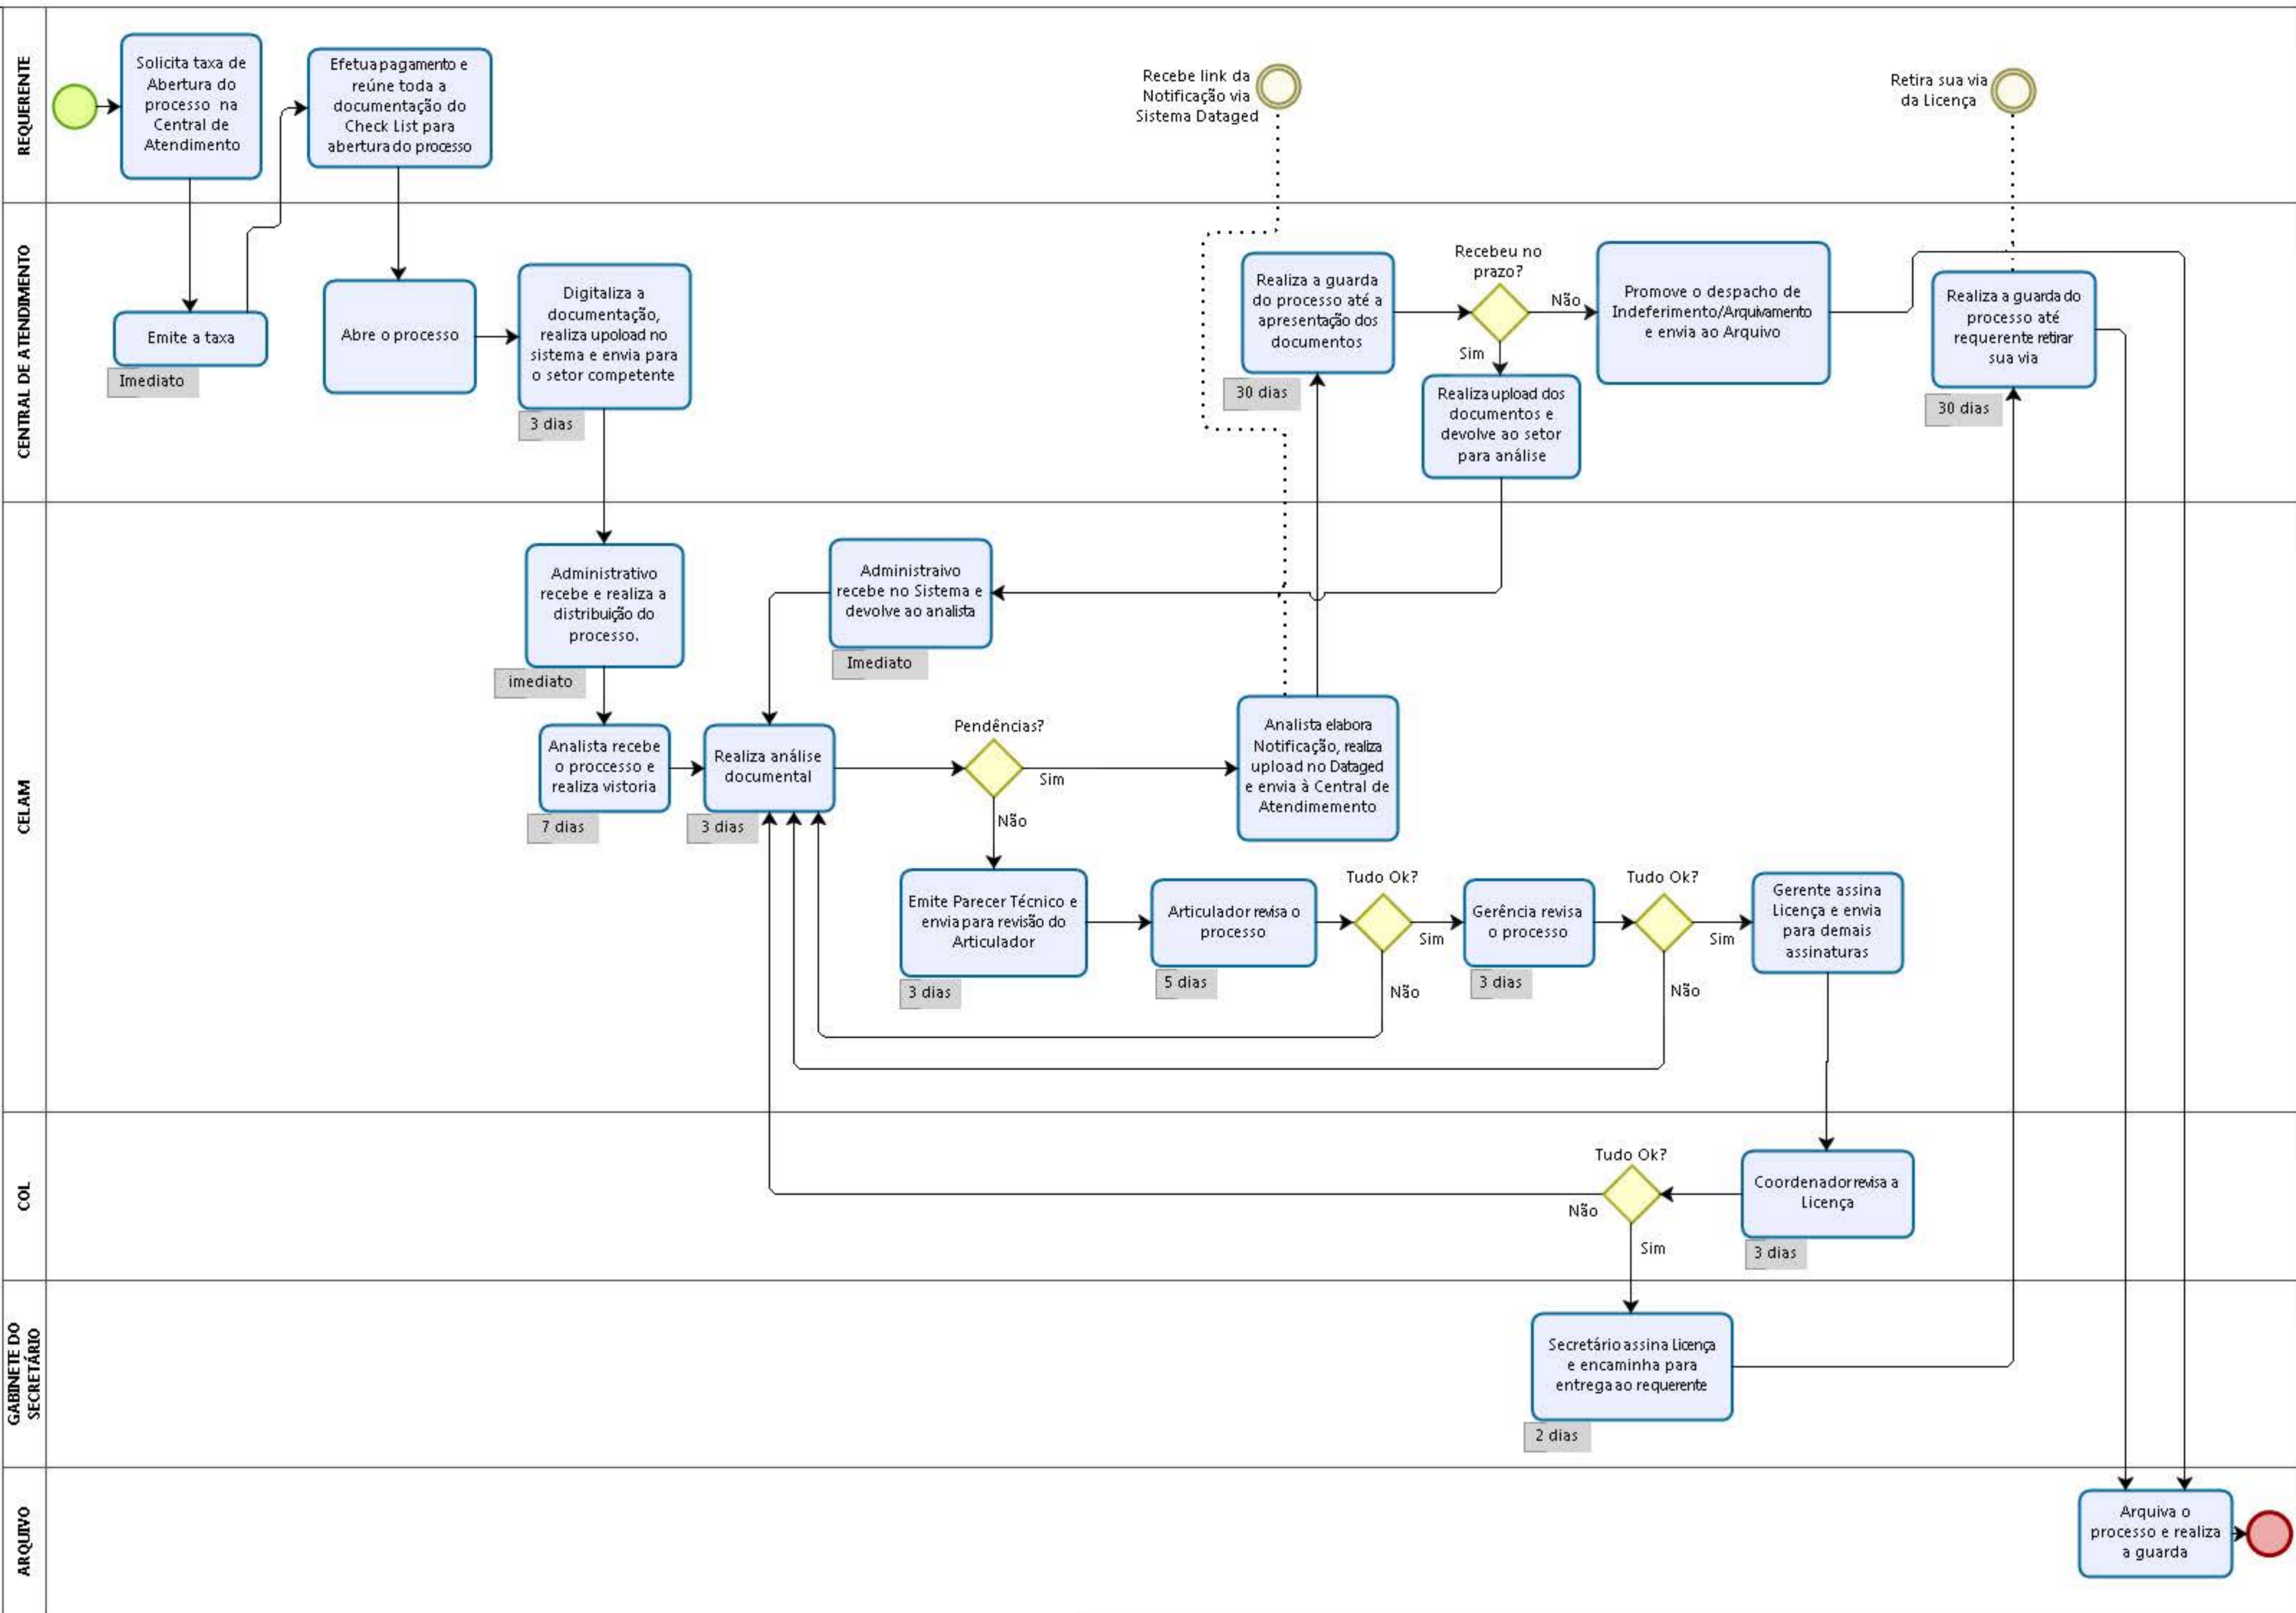 REQUERENTE
Solicita taxa de
Abertura do
processo na
Central de
Atendimento
Efetua pagamento e
reúne toda a
documentação do
Check List para
abertura do processo
Recebe link da
Notificação via
Sistema Dataged
Retira sua via
da Licença
CENTRAL DE ATENDIMENTO
Emite a taxa
Imediato
Abre o processo
Digitaliza a
documentação,
realiza upoload no
sistema e envia para
o setor competente
3 dias
Realiza a guarda
do processo até a
apresentação dos
documentos
30 dias
Recebeu no
prazo?
Não
Sim
Promove o despacho de
Indeferimento/Arquivamento
e envia ao Arquivo
Realiza upload dos
documentos e
devolve ao setor
para análise
Realiza a guarda do
processo até
requerente retirar
sua via
30 dias
CELAM
Administrativo
recebe e realiza a
distribuição do
processo.
imediato
Administraivo
recebe no Sistema e
devolve ao analista
Imediato
Analista recebe
o proccesso e
realiza vistoria
7 dias
Realiza análise
documental
3 dias
Pendências?
Sim
Não
Analista elabora
Notificação, realiza
upload no Dataged
e envia à Central de
Atendimemento
Emite Parecer Técnico e
envia para revisão do
Articulador
3 dias
Articulador revisa o
processo
5 dias
Tudo Ok?
Sim
Não
Gerência revisa
o processo
3 dias
Tudo Ok?
Sim
Não
Gerente assina
Licença e envia
para demais
assinaturas
COL
Tudo Ok?
Não
Sim
Coordenador revisa a
Licença
3 dias
GABINETE DO
SECRETÁRIO
Secretário assina Licença
e encaminha para
entrega ao requerente
2 dias
ARQUIVO
Arquiva o
processo e realiza
a guarda